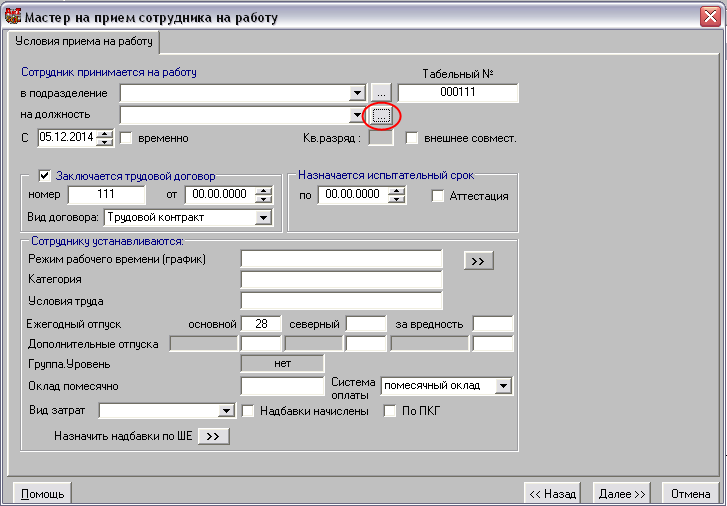 Мастер на прием сотрудника на работу
Условия приема на работу
Сотрудник принимается на работу Табельный №
в подразделение ... 000111
на должность ...
С 05.12.2014 временно Кв.разряд : внешнее совмест.
Заключается трудовой договор Назначается испытательный срок
номер 111 от 00.00.0000 по 00.00.0000 Аттестация
Вид договора: Трудовой контракт
Сотруднику устанавливаются:
Режим рабочего времени (график) >>
Категория
Условия труда
Ежегодный отпуск основной 28 северный за вредность
Дополнительные отпуска
Группа.Уровень нет
Оклад помесячно Система оплаты помесячный оклад
Вид затрат Надбавки начислены По ПКГ
Назначить надбавки по ШЕ >>
Помощь << Назад Далее >> Отмена